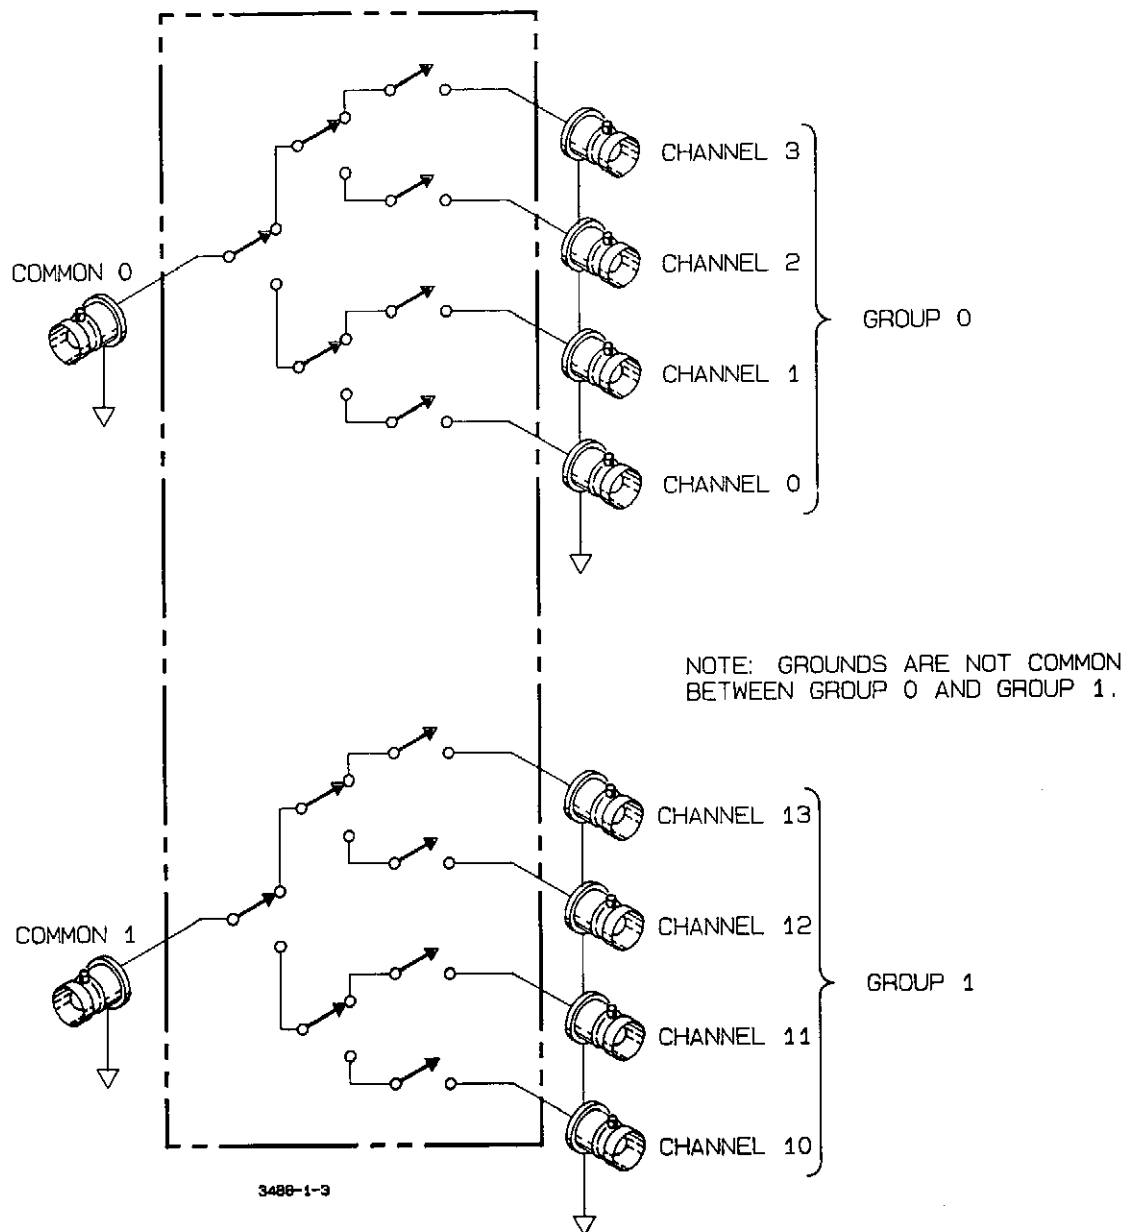 CHANNEL 3
CHANNEL 2
COMMON 0
GROUP 0
CHANNEL 1
CHANNEL 0
NOTE: GROUNDS ARE NOT COMMON
BETWEEN GROUP 0 AND GROUP 1.
CHANNEL 13
CHANNEL 12
COMMON 1
GROUP 1
CHANNEL 11
CHANNEL 10
3488-1-3